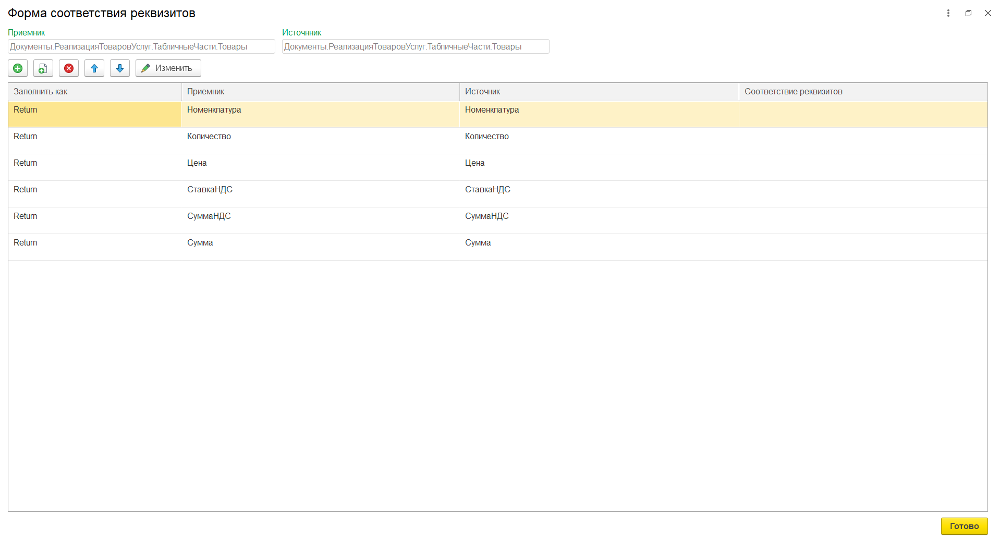 Форма соответствия реквизитов
Приемник Источнник
Документы.РеализацияТоваровУслуг.ТабличныеЧасти.Товары Документы.РеализацияТоваровУслуг.ТабличныеЧасти.Товары
Изменить
Заполнить как Приемник Источник Соответствие реквизитов
Return Номенклатура Номенклатура
Return Количество Количество
Return Цена Цена
Return СтавкаНДС СтавкаНДС
Return СуммаНДС СуммаНДС
Return Сумма Сумма
Готово